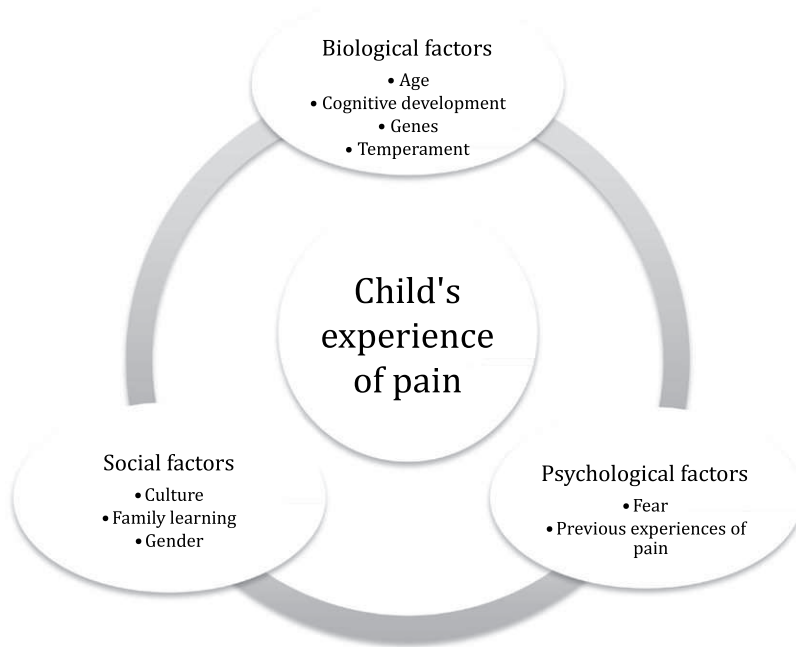 Biological factors
• Age
• Cognitive development
• Genes
• Temperament
Child's
experience
of pain
Social factors
• Culture
• Family learning
• Gender
Psychological factors
• Fear
• Previous experiences of
pain